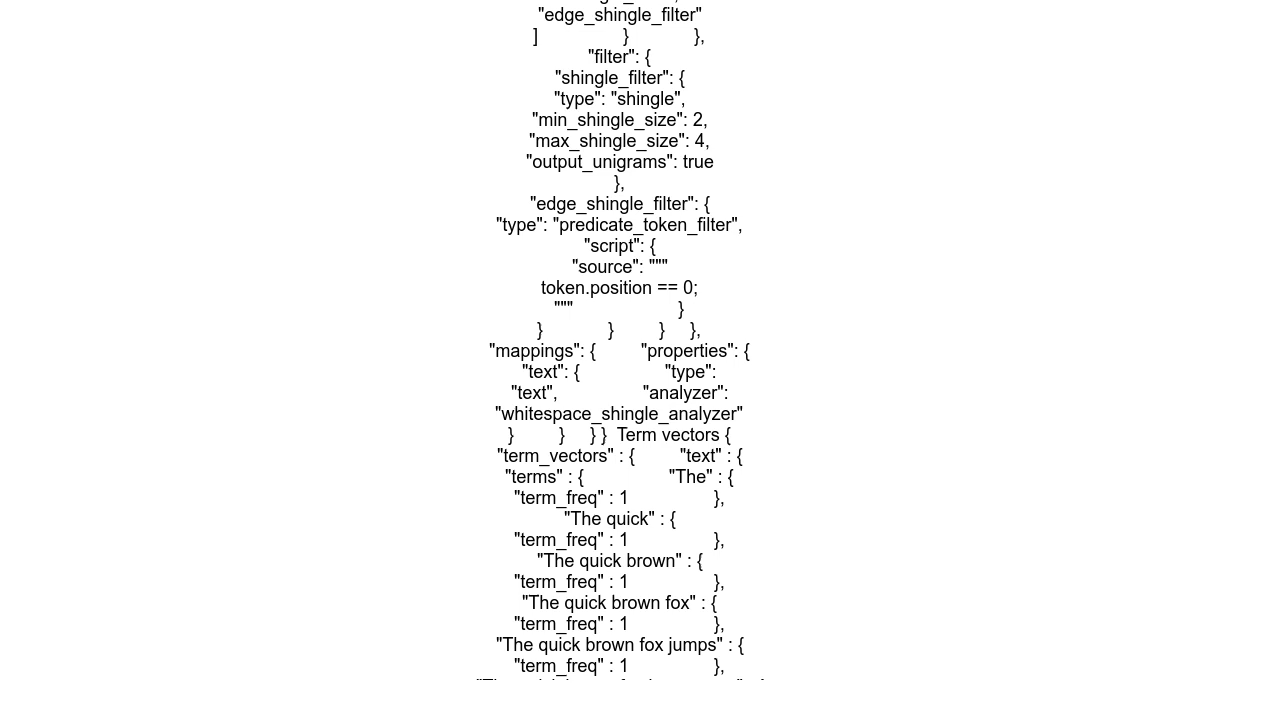 "edge_shingle_filter"
] } },
"filter": {
"shingle_filter": {
"type": "shingle",
"min_shingle_size": 2,
"max_shingle_size": 4,
"output_unigrams": true
},
"edge_shingle_filter": {
"type": "predicate_token_filter",
"script": {
"source": """
token.position == 0;
""" }
} } } },
"mappings": { "properties": {
"text": { "type":
"text", "analyzer":
"whitespace_shingle_analyzer"
} } } } Term vectors {
"term_vectors" : { "text" : {
"terms" : { "The" : {
"term_freq" : 1 },
"The quick" : {
"term_freq" : 1 },
"The quick brown" : {
"term_freq" : 1 },
"The quick brown fox" : {
"term_freq" : 1 },
"The quick brown fox jumps" : {
"term_freq" : 1 },